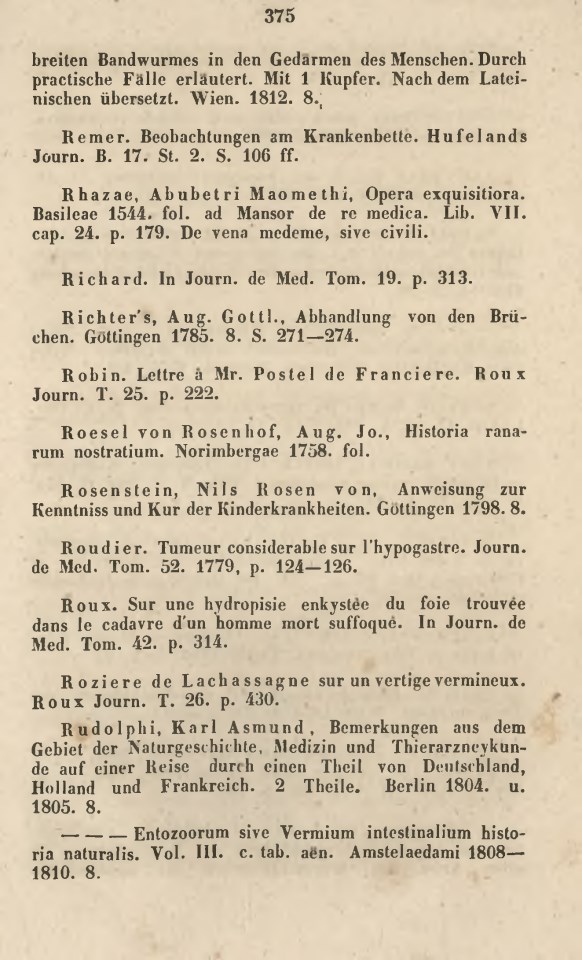 375
breiten Bandwurmes in den Gedärmen des Menschen. Durch
practische Fälle erläutert. Mit 1 Kupfer. Nach dem Latei-
nischen übersetzt. Wien. 1812. 8.
Remer. Beobachtungen am Krankenbette. Hufelands
Journ. B. 17. St. 2. S. 106 ff.
Rhazae, Abubetri Maomethi, Opera exquisitiora.
Basileae 1544. fol. ad Mansor de re medica. Lib. VII.
cap. 24. p. 179. De vena medeme, sive civili.
Richard. In Journ. de Med. Tom. 19. p. 313.
Richter's, Aug. Gottl., Abhandlung von den Brü-
chen. Göttingen 1785. 8. S. 271—274.
Robin. Lettre à Mr. Postel de Franciere. Roux
Journ. T. 25. p. 222.
Roesel von Rosenhof, Aug. Jo., Historia rana-
rum nostratium. Norimbergae 1758. fol.
Rosenstein, Nils Rosen von, Anweisung zur
Kenntniss und Kur der Kinderkrankheiten. Göttingen 1798. 8.
Roudier. Tumeur considerable sur l'hypogastre. Journ.
de Med. Tom. 52. 1779, p. 124—126.
Roux. Sur une hydropisie enkystée du foie trouvée
dans le cadavre d'un homme mort suffoqué. In Journ. de
Med. Tom. 42. p. 314.
Roziere de Lachassagne sur un vertige vermineux.
Roux Journ. T. 26. p. 430.
Rudolphi, Karl Asmund, Bemerkungen aus dem
Gebiet der Naturgeschichte, Medizin und Thierarzneykun-
de auf einer Reise durch einen Theil von Deutschland,
Holland und Frankreich. 2 Theile. Berlin 1804. u.
1805. 8.
— — — Entozoorum sive Vermium intestinalium histo-
ria naturalis. Vol. III. c. tab. aën. Amstelaedami 1808—
1810. 8.